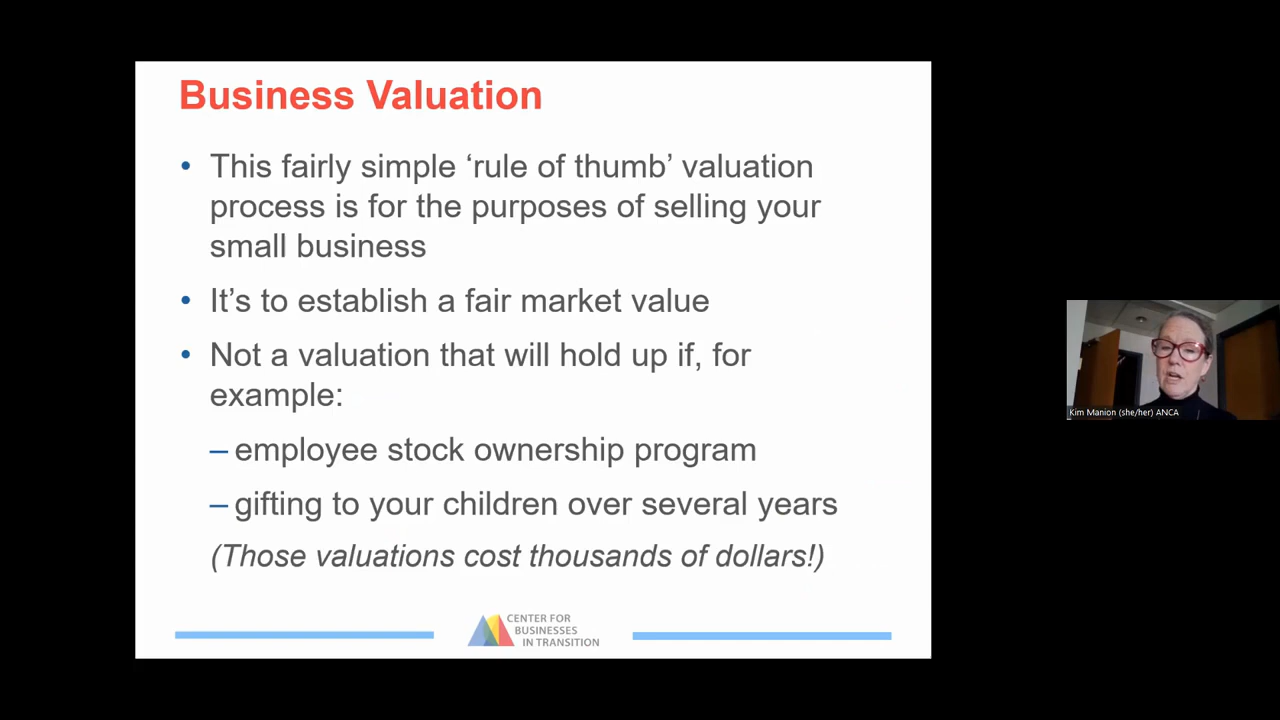 Business Valuation
• This fairly simple ‘rule of thumb’ valuation
process is for the purposes of selling your
small business
• It’s to establish a fair market value
• Not a valuation that will hold up if, for
example:
– employee stock ownership program
– gifting to your children over several years
(Those valuations cost thousands of dollars!)
CENTER FOR
BUSINESSES
IN TRANSITION
Kim Manion (she/her) ANCA